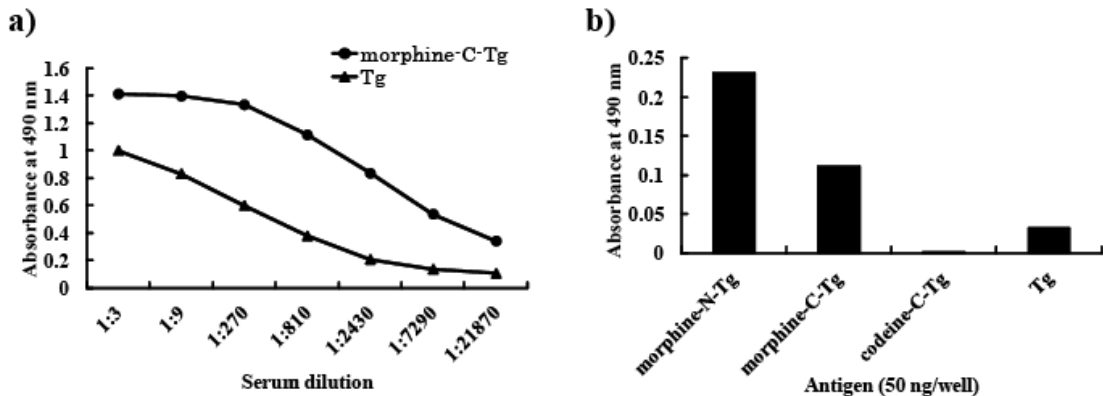 a)
morphine-C-Tg
Tg
Absorbance at 490 nm
1.6
1.4
1.2
1
0.8
0.6
0.4
0.2
0
1:3
1:9
1:270
1:810
1:2430
1:7290
1:21870
Serum dilution
b)
Absorbance at 490 nm
0.25
0.2
0.15
0.1
0.05
0
morphine-N-Tg
morphine-C-Tg
codeine-C-Tg
Tg
Antigen (50 ng/well)